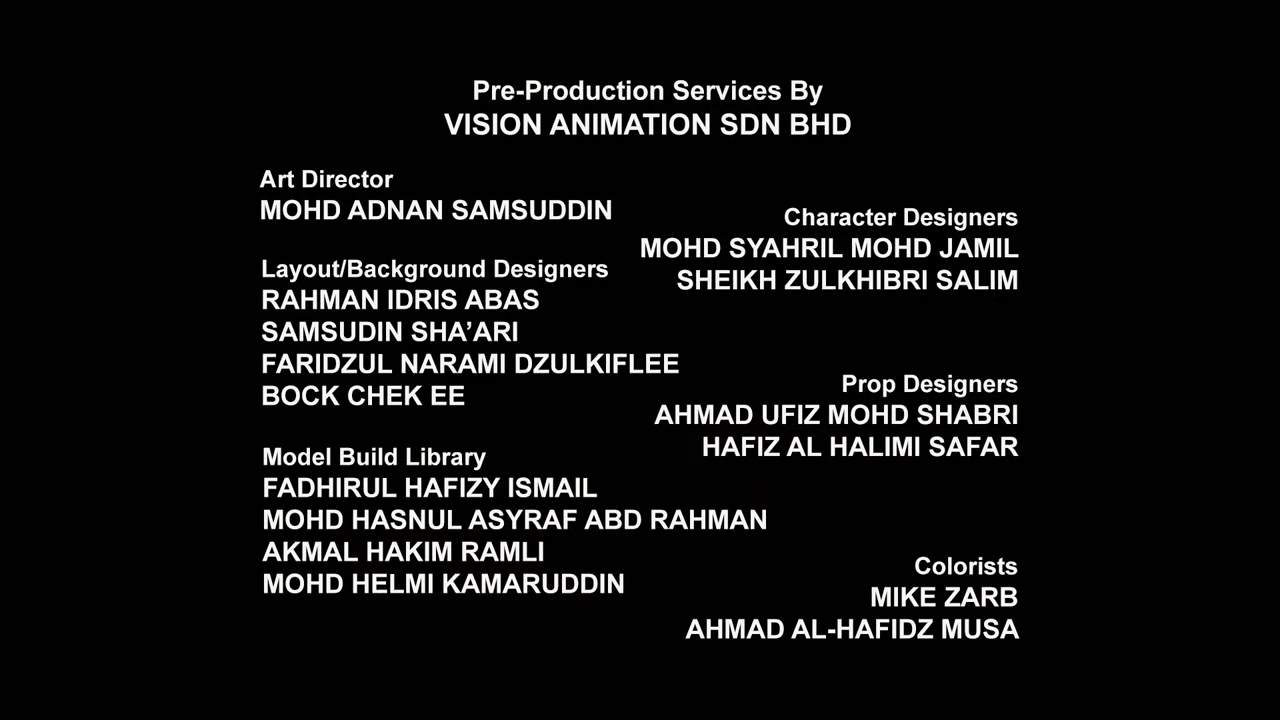 Pre-Production Services By
VISION ANIMATION SDN BHD
Art Director
MOHD ADNAN SAMSUDDIN
Character Designers
MOHD SYAHRIL MOHD JAMIL
SHEIKH ZULKHIBRI SALIM
Layout/Background Designers
RAHMAN IDRIS ABAS
SAMSUDIN SHA’ARI
FARIDZUL NARAMI DZULKIFLEE
BOCK CHEK EE
Prop Designers
AHMAD UFIZ MOHD SHABRI
HAFIZ AL HALIMI SAFAR
Model Build Library
FADHIRUL HAFIZY ISMAIL
MOHD HASNUL ASYRAF ABD RAHMAN
AKMAL HAKIM RAMLI
MOHD HELMI KAMARUDDIN
Colorists
MIKE ZARB
AHMAD AL-HAFIDZ MUSA